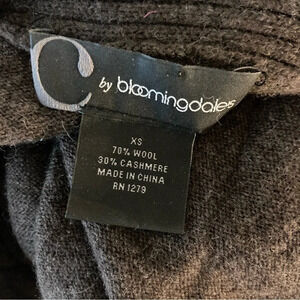 C by bloomingdales
XS
70% WOOL
30% CASHMERE
MADE IN CHINA
RN 1279